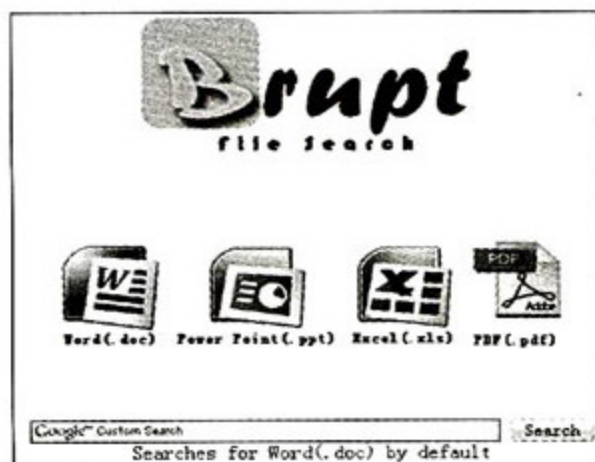 Brupt
File Search
W
X
PDF
Adobe
Word(.doc) Power Point(.ppt) Excel(.xls) PDF(.pdf)
Google™ Custom Search Search
Searches for Word(.doc) by default